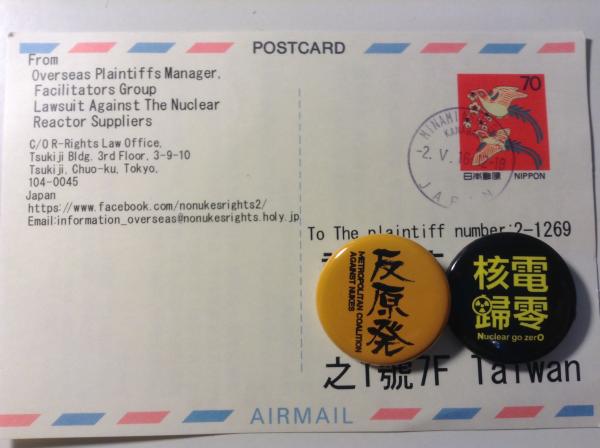 POSTCARD
From
Overseas Plaintiffs Manager,
Facilitators Group
Lawsuit Against The Nuclear
Reactor Suppliers
C/O R-Rights Law Office,
Tsukiji Bldg. 3rd Floor, 3-9-10
Tsukiji, Chuo-ku, Tokyo,
104-0045
Japan
https://www.facebook.com/nonukesrights2/
Email:information_overseas@nonukesrights.holy.jp
70
日本郵便 NIPPON
-2. V. 16
JAPAN
To The plaintiff number:2-1269
反原発
METROPOLITAN COALITION
AGAINST NUKES
核電
歸零
Nuclear go zerO
之1號7F Taiwan
AIRMAIL